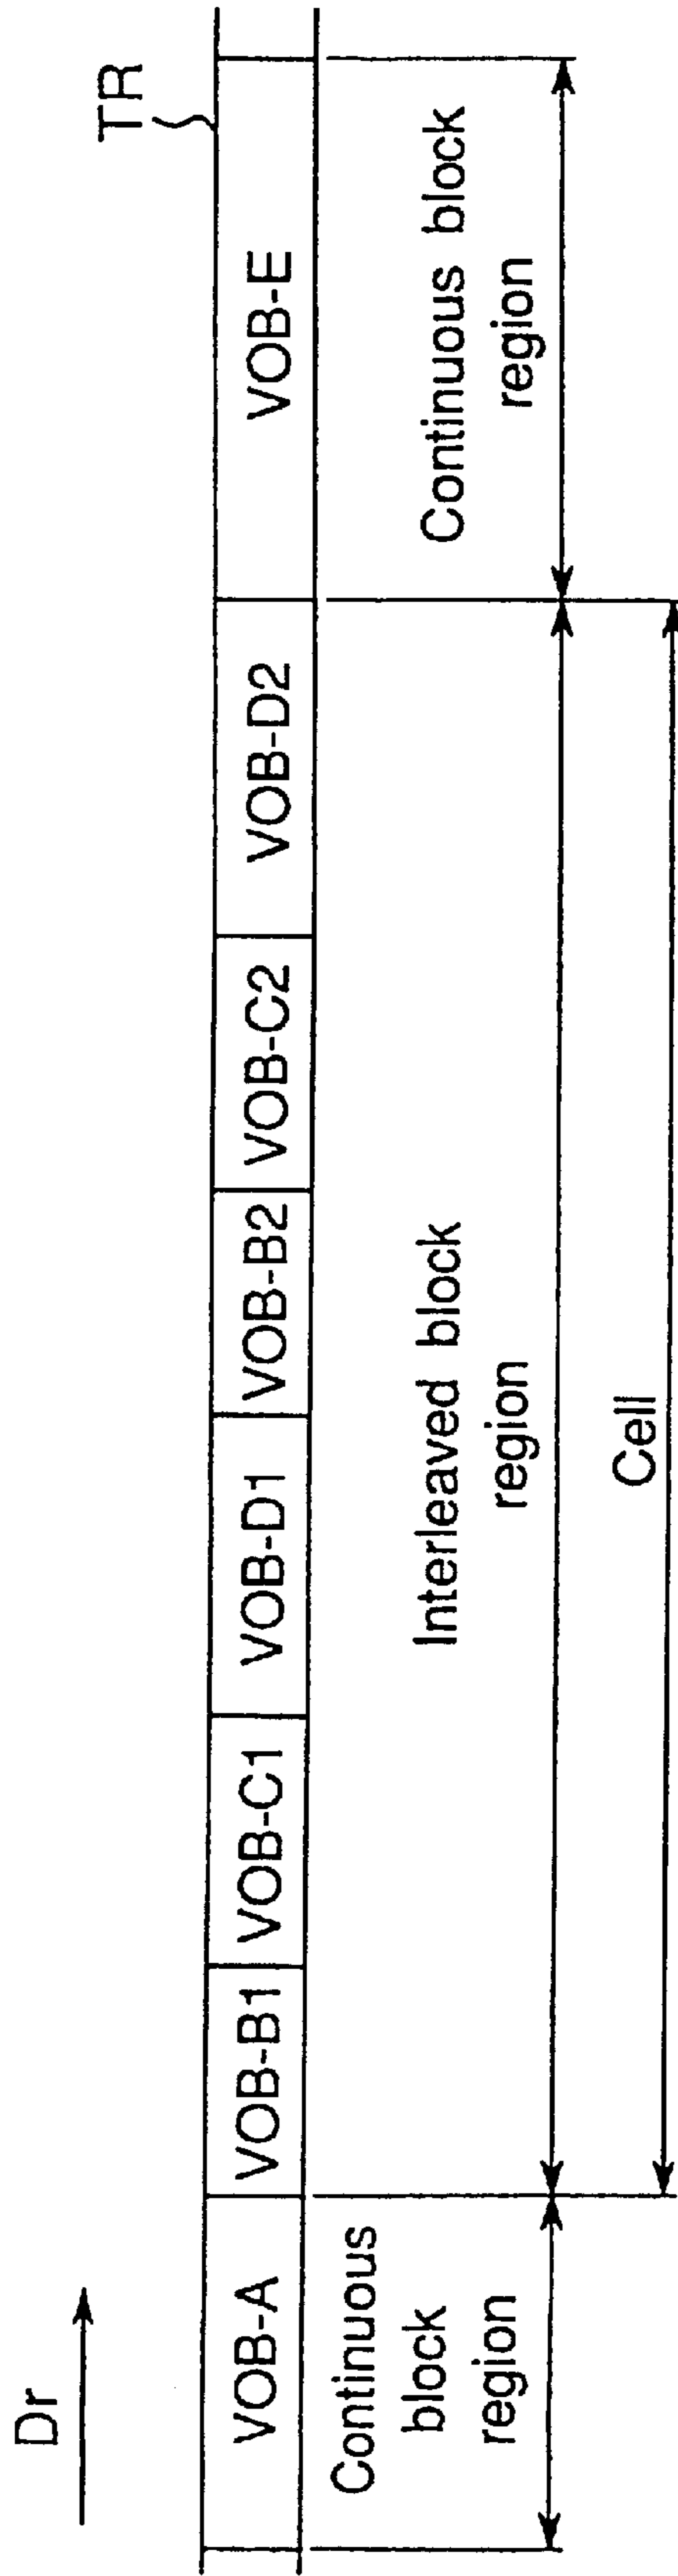 Dr
TR
VOB-A
VOB-B1
VOB-C1
VOB-D1
VOB-B2
VOB-C2
VOB-D2
VOB-E
Continuous
block
region
Interleaved block
region
Continuous block
region
Cell